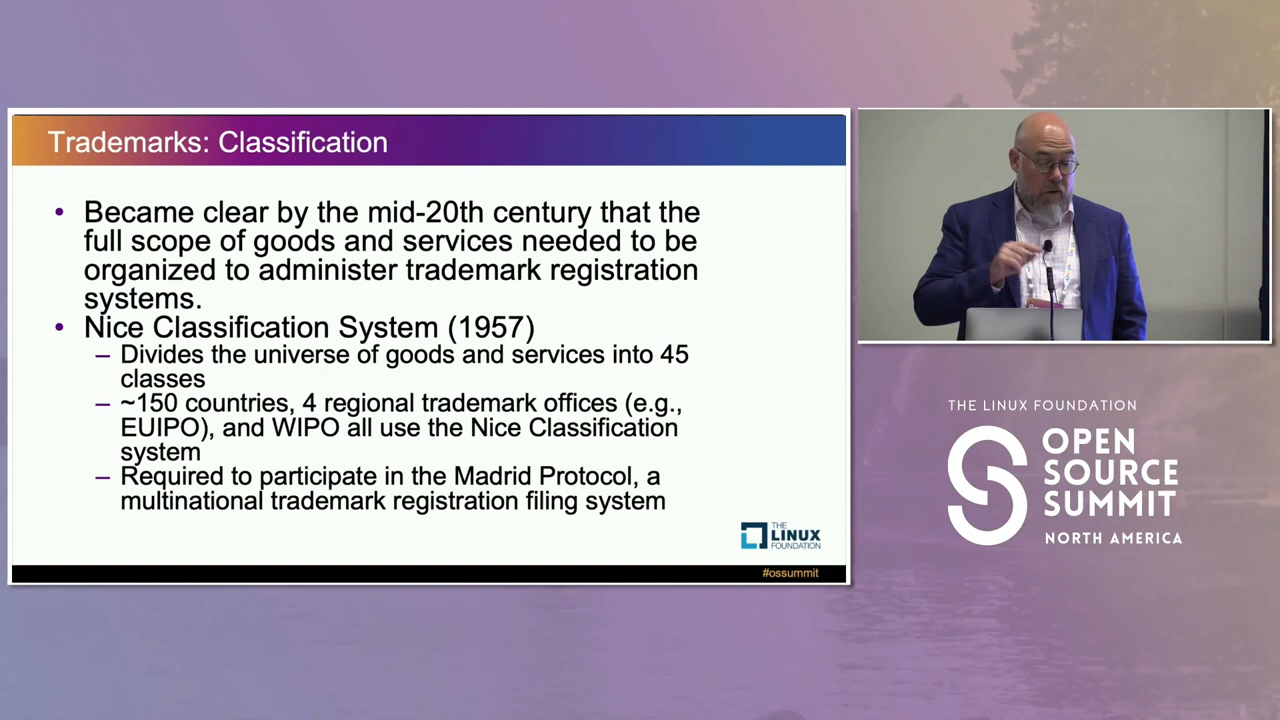 Trademarks: Classification
• Became clear by the mid-20th century that the
full scope of goods and services needed to be
organized to administer trademark registration
systems.
• Nice Classification System (1957)
– Divides the universe of goods and services into 45
classes
– ~150 countries, 4 regional trademark offices (e.g.,
EUIPO), and WIPO all use the Nice Classification
system
– Required to participate in the Madrid Protocol, a
multinational trademark registration filing system
THE
LINUX
FOUNDATION
#ossummit
THE LINUX FOUNDATION
OPEN
SOURCE
SUMMIT
NORTH AMERICA